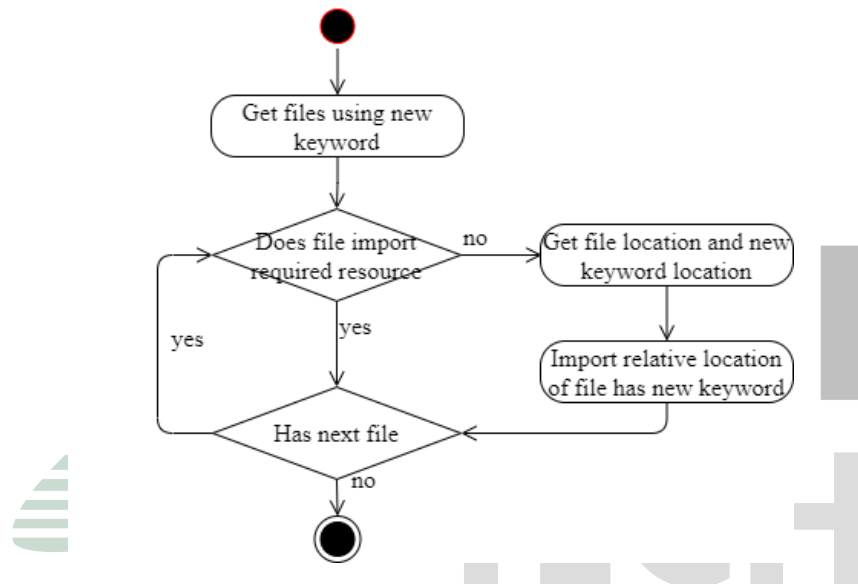 Get files using new
keyword
Does file import
required resource
no
Get file location and new
keyword location
yes
yes
Import relative location
of file has new keyword
Has next file
no